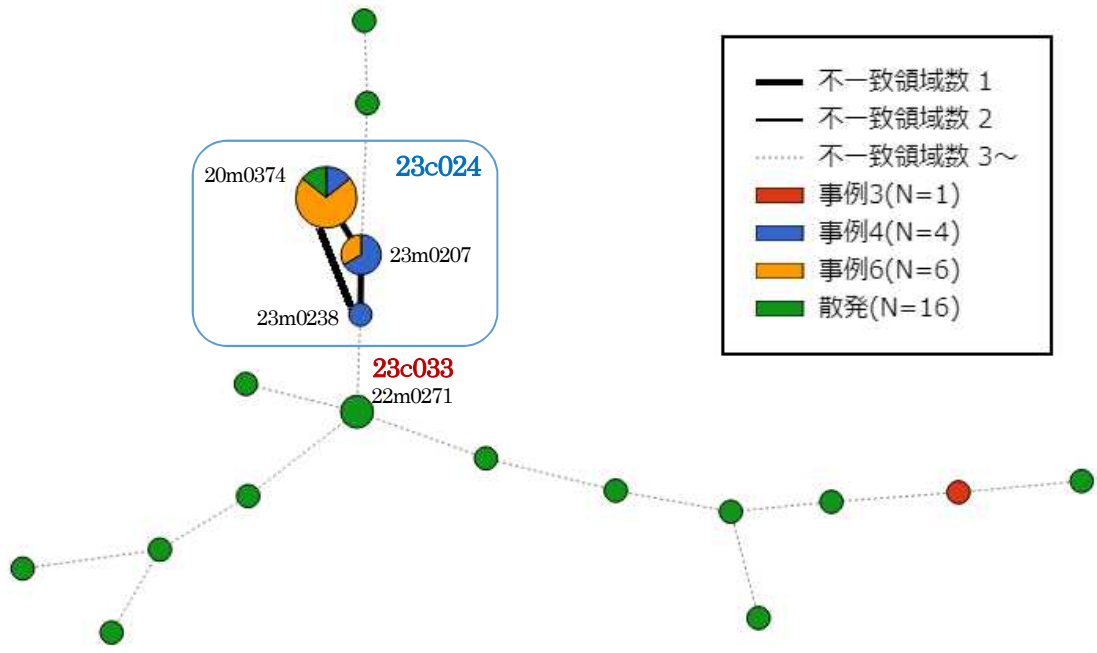 不一致領域数 1
不一致領域数 2
不一致領域数 3～
事例3(N=1)
事例4(N=4)
事例6(N=6)
散発(N=16)
23c024
20m0374
23m0207
23m0238
23c033
22m0271